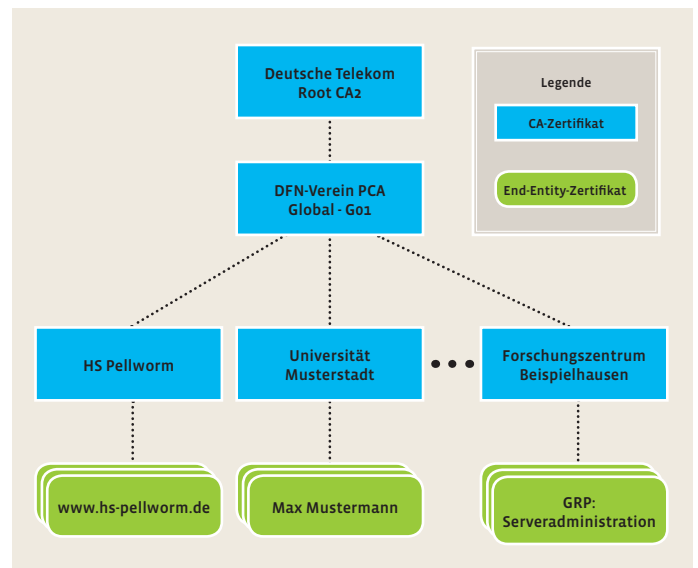 Deutsche Telekom
Root CA2
Legende
CA-Zertifikat
DFN-Verein PCA
Global - G01
End-Entity-Zertifikat
HS Pellworm
Universität
Musterstadt
Forschungszentrum
Beispielhausen
www.hs-pellworm.de
Max Mustermann
GRP:
Serveradministration